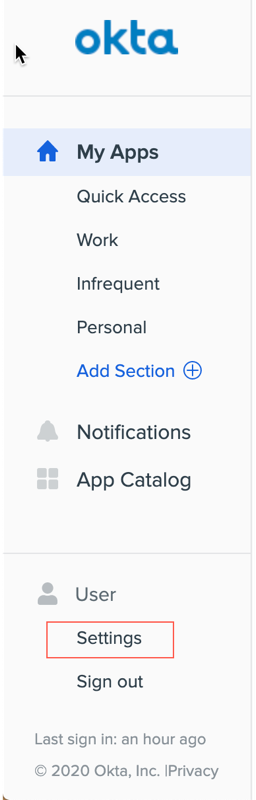 okta
My Apps
Quick Access
Work
Infrequent
Personal
Add Section
Notifications
App Catalog
User
Settings
Sign out
Last sign in: an hour ago
© 2020 Okta, Inc. |Privacy